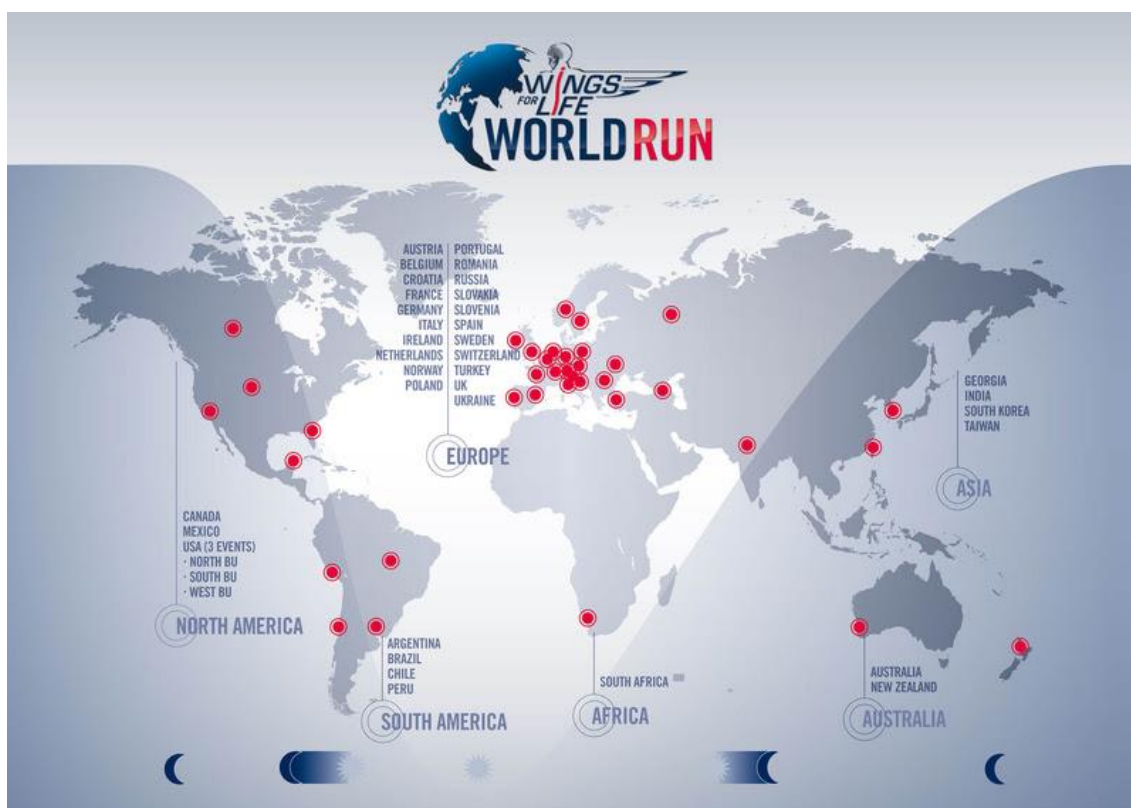 WINGS
FOR LIFE
WORLD RUN
AUSTRIA
BELGIUM
CROATIA
FRANCE
GERMANY
ITALY
IRELAND
NETHERLANDS
NORWAY
POLAND
PORTUGAL
ROMANIA
RUSSIA
SLOVAKIA
SLOVENIA
SPAIN
SWEDEN
SWITZERLAND
TURKEY
UK
UKRAINE
EUROPE
GEORGIA
INDIA
SOUTH KOREA
TAIWAN
ASIA
CANADA
MEXICO
USA (3 EVENTS)
· NORTH BU
· SOUTH BU
· WEST BU
NORTH AMERICA
ARGENTINA
BRAZIL
CHILE
PERU
SOUTH AMERICA
SOUTH AFRICA
AFRICA
AUSTRALIA
NEW ZEALAND
AUSTRALIA